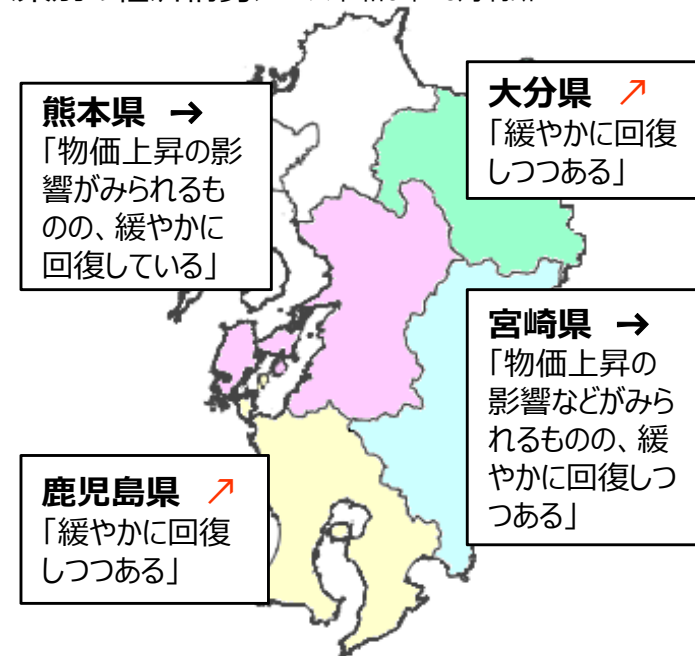 熊本県 →
「物価上昇の影
響がみられるも
のの、緩やかに
回復している」
大分県 ↗
「緩やかに回復
しつつある」
宮崎県 →
「物価上昇の
影響などがみら
れるものの、緩
やかに回復しつ
つある」
鹿児島県 ↗
「緩やかに回復
しつつある」